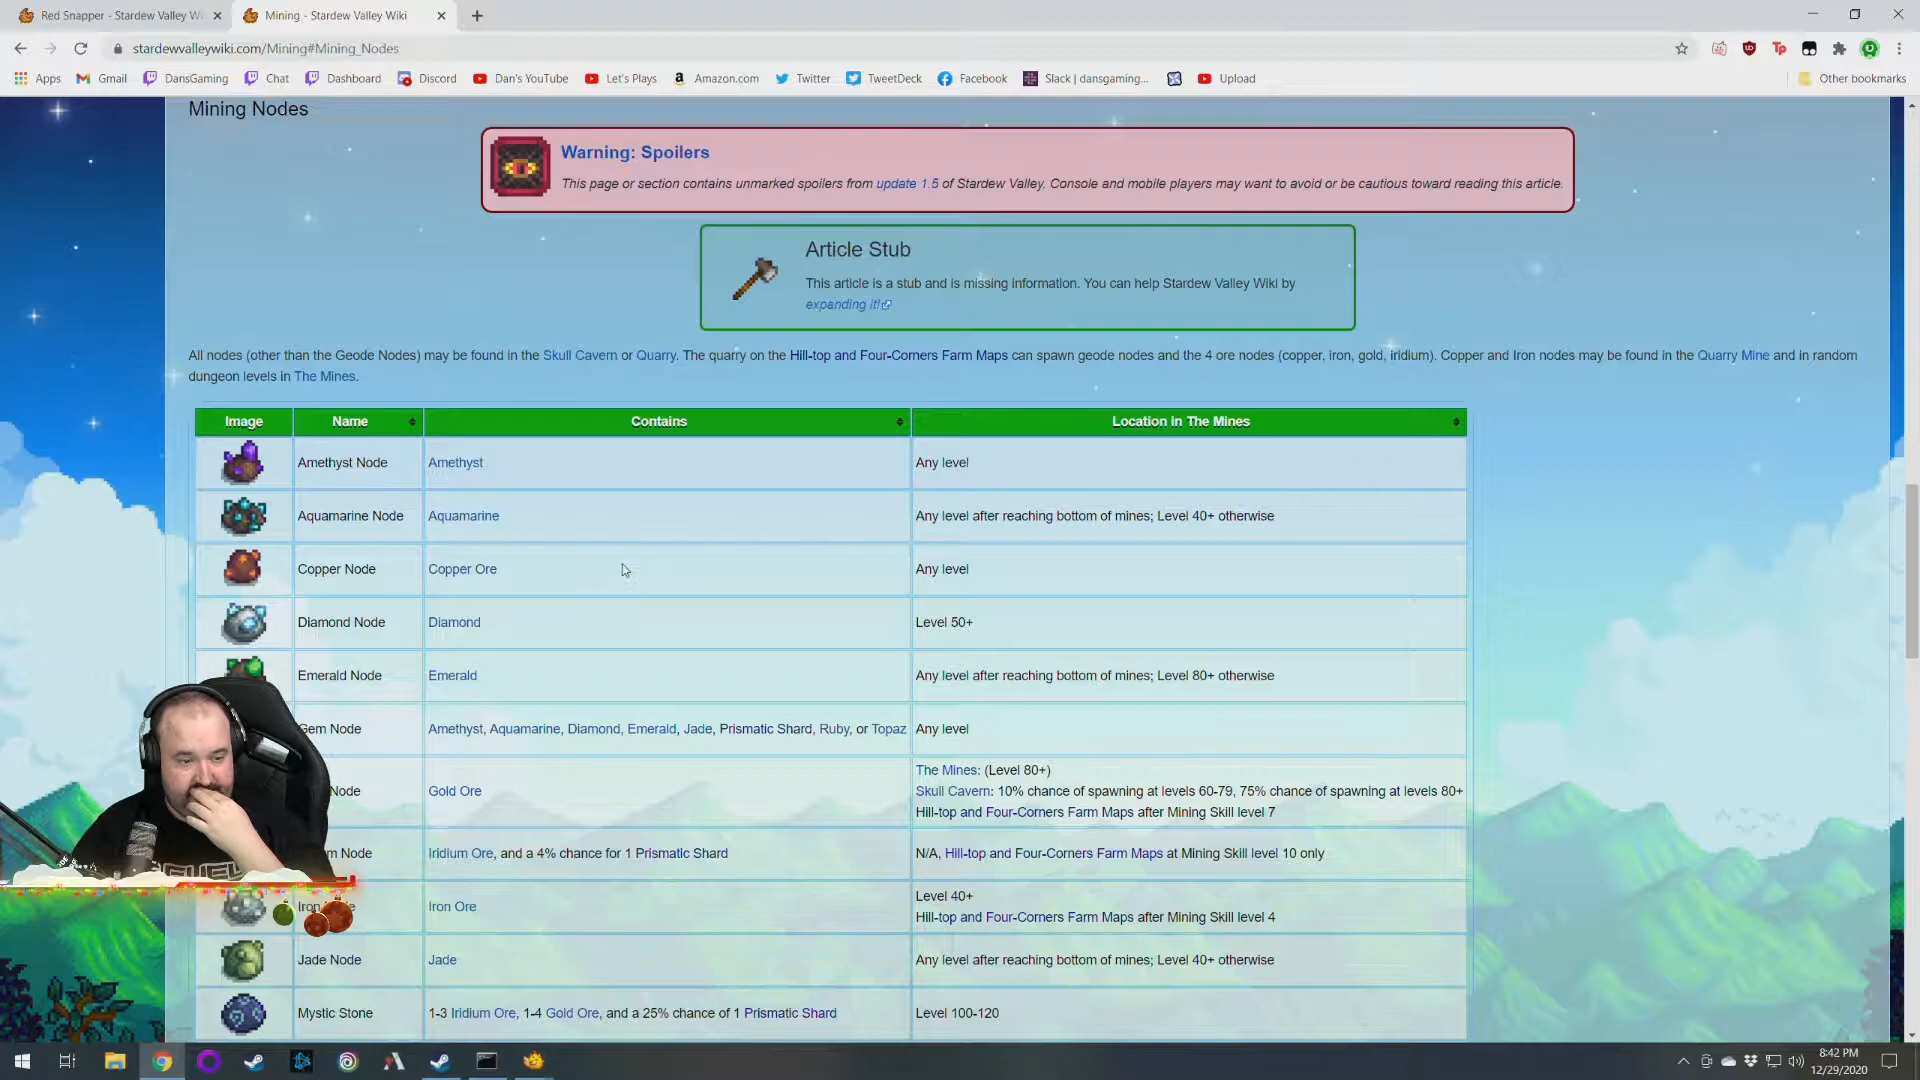 Red Snapper - Stardew Valley W
Mining - Stardew Valley Wiki
stardewvalleywiki.com/Mining#Mining_Nodes
Apps Gmail DansGaming Chat Dashboard Discord Dan's YouTube Let's Plays Amazon.com Twitter TweetDeck Facebook Slack | dansgaming... Upload Other bookmarks
Mining Nodes
Warning: Spoilers
This page or section contains unmarked spoilers from update 1.5 of Stardew Valley. Console and mobile players may want to avoid or be cautious toward reading this article.
Article Stub
This article is a stub and is missing information. You can help Stardew Valley Wiki by
expanding it!
All nodes (other than the Geode Nodes) may be found in the Skull Cavern or Quarry. The quarry on the Hill-top and Four-Corners Farm Maps can spawn geode nodes and the 4 ore nodes (copper, iron, gold, iridium). Copper and Iron nodes may be found in the Quarry Mine and in random
dungeon levels in The Mines.
Image Name Contains Location in The Mines
Amethyst Node Amethyst Any level
Aquamarine Node Aquamarine Any level after reaching bottom of mines; Level 40+ otherwise
Copper Node Copper Ore Any level
Diamond Node Diamond Level 50+
Emerald Node Emerald Any level after reaching bottom of mines; Level 80+ otherwise
Gem Node Amethyst, Aquamarine, Diamond, Emerald, Jade, Prismatic Shard, Ruby, or Topaz Any level
The Mines: (Level 80+)
Node Gold Ore Skull Cavern: 10% chance of spawning at levels 60-79, 75% chance of spawning at levels 80+
Hill-top and Four-Corners Farm Maps after Mining Skill level 7
m Node Iridium Ore, and a 4% chance for 1 Prismatic Shard N/A, Hill-top and Four-Corners Farm Maps at Mining Skill level 10 only
Level 40+
Iron Iron Ore
Hill-top and Four-Corners Farm Maps after Mining Skill level 4
Jade Node Jade Any level after reaching bottom of mines; Level 40+ otherwise
Mystic Stone 1-3 Iridium Ore, 1-4 Gold Ore, and a 25% chance of 1 Prismatic Shard Level 100-120
8:42 PM
12/29/2020